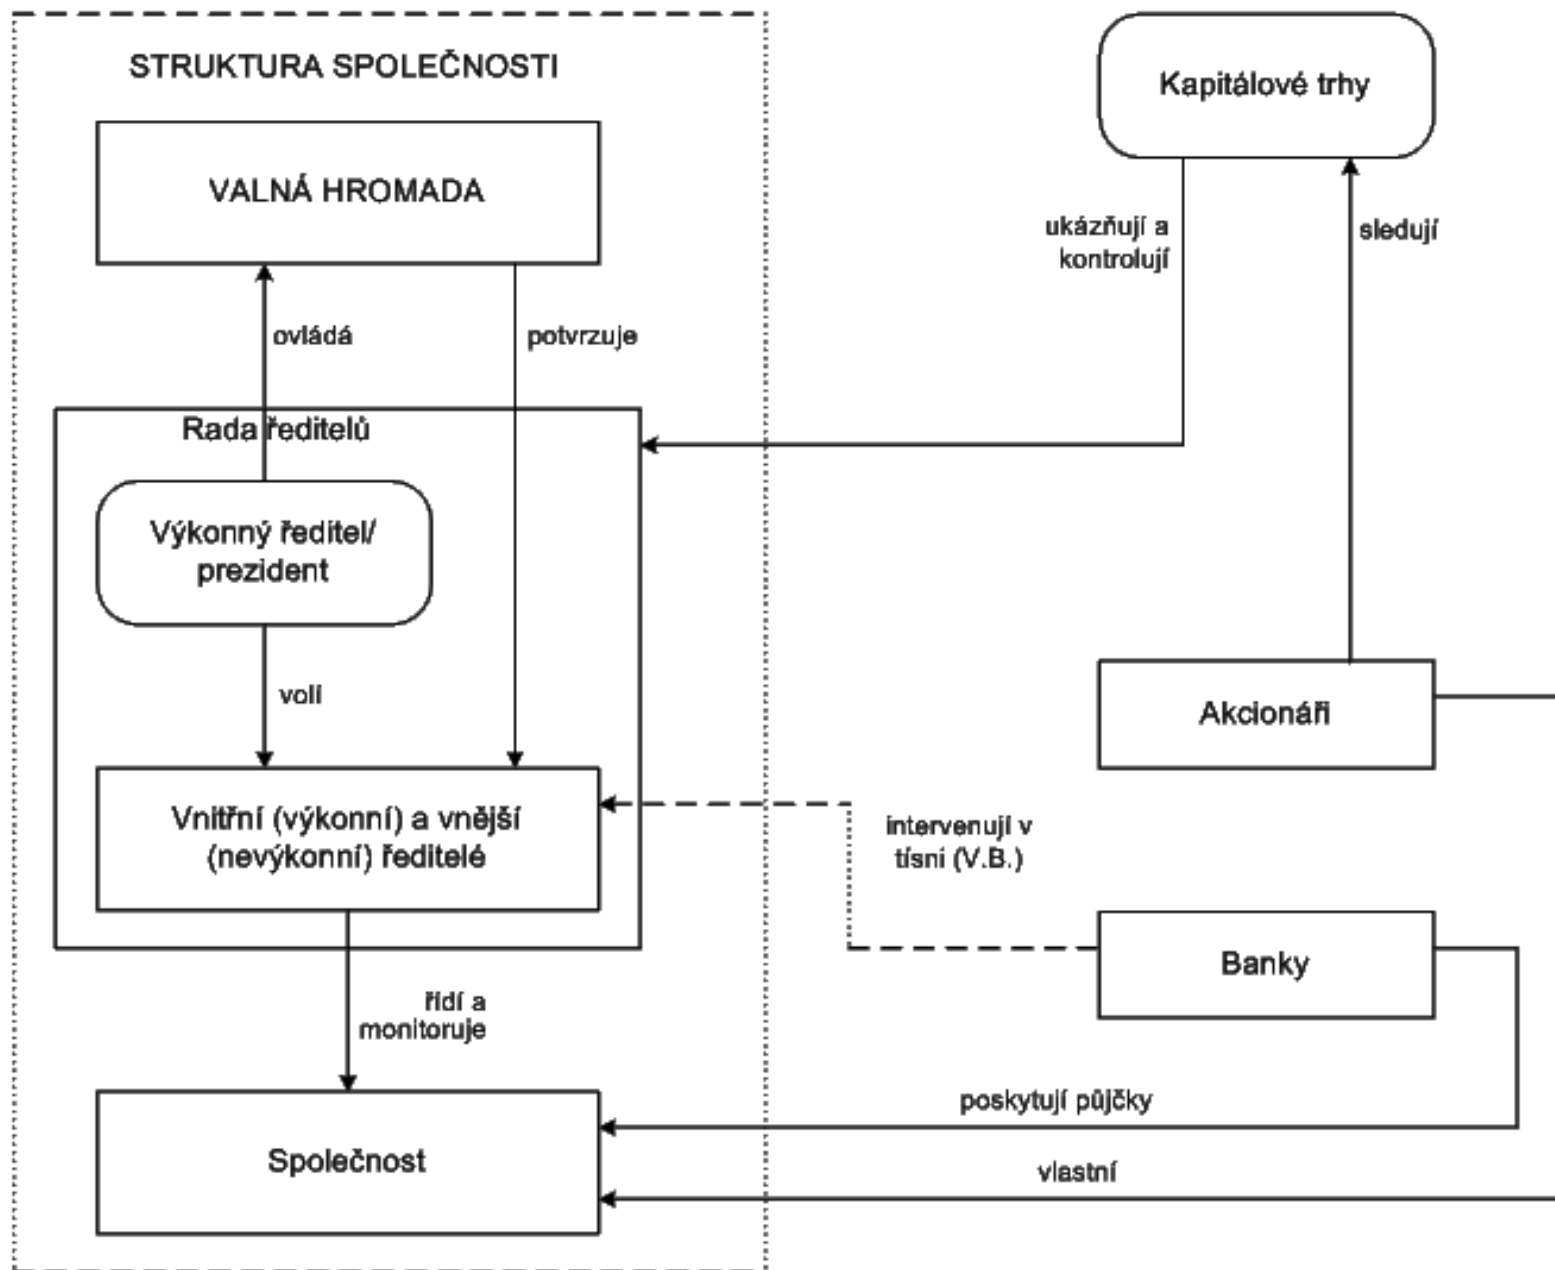 STRUKTURA SPOLEČNOSTI
VALNÁ HROMADA
ovládá
potvrzuje
Rada ředitelů
Výkonný ředitel/
prezident
volí
Vnitřní (výkonní) a vnější
(nevýkonní) ředitelé
řídí a
monitoruje
Společnost
Kapitálové trhy
ukázňují a
kontrolují
sledují
Akcionáři
intervenují v
tísni (V.B.)
Banky
poskytují půjčky
vlastní